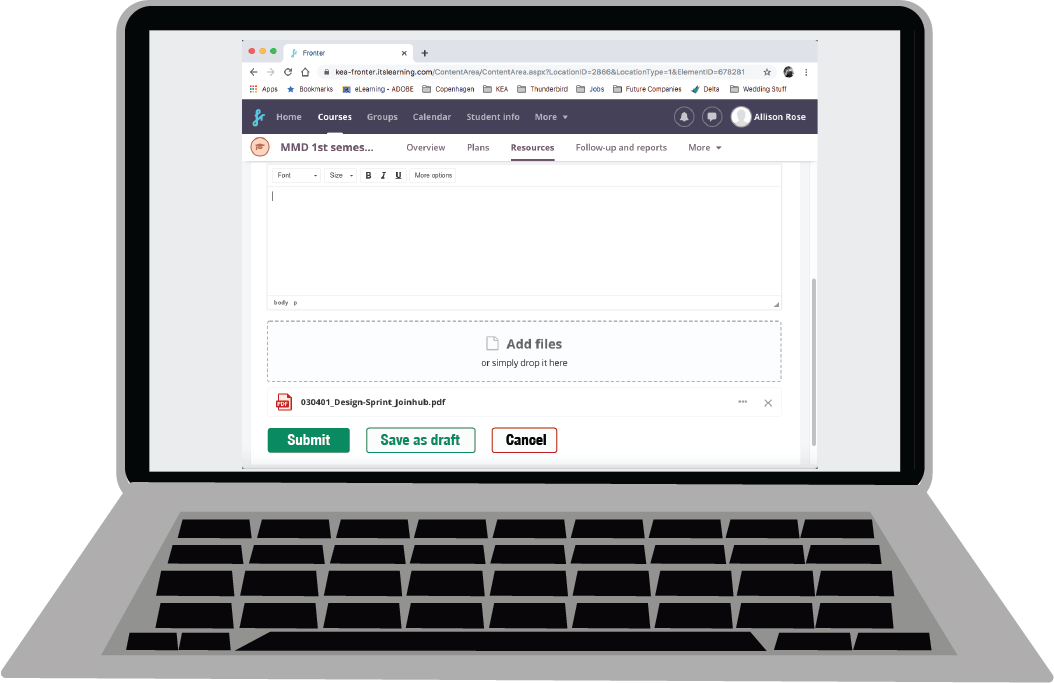 Fronter
kea-fronter.itslearning.com/ContentArea/ContentArea.aspx?LocationID=2866&LocationType=1&ElementID=678281
Apps Bookmarks eLearning - ADOBE Copenhagen KEA Thunderbird Jobs Future Companies Delta Wedding Stuff
fr Home Courses Groups Calendar Student info More Allison Rose
MMD 1st semes... Overview Plans Resources Follow-up and reports More
Font Size B I U More options
body p
Add files
or simply drop it here
PDF 030401_Design-Sprint_Joinhub.pdf
Submit Save as draft Cancel